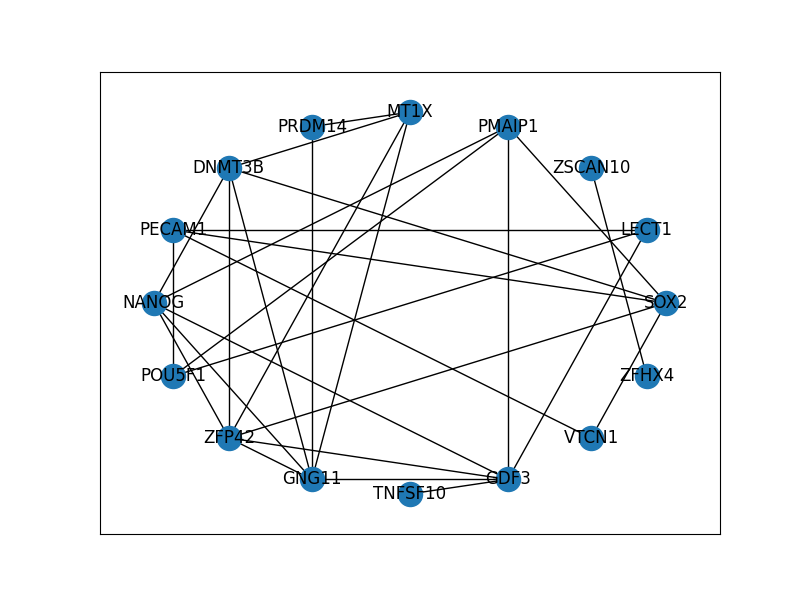 MT1X
PRDM14
PMAIP1
DNMT3B
ZSCAN10
PECAM1
LECT1
NANOG
SOX2
POU5F1
ZFHX4
ZFP42
VTCN1
GNG11
GDF3
TNFSF10